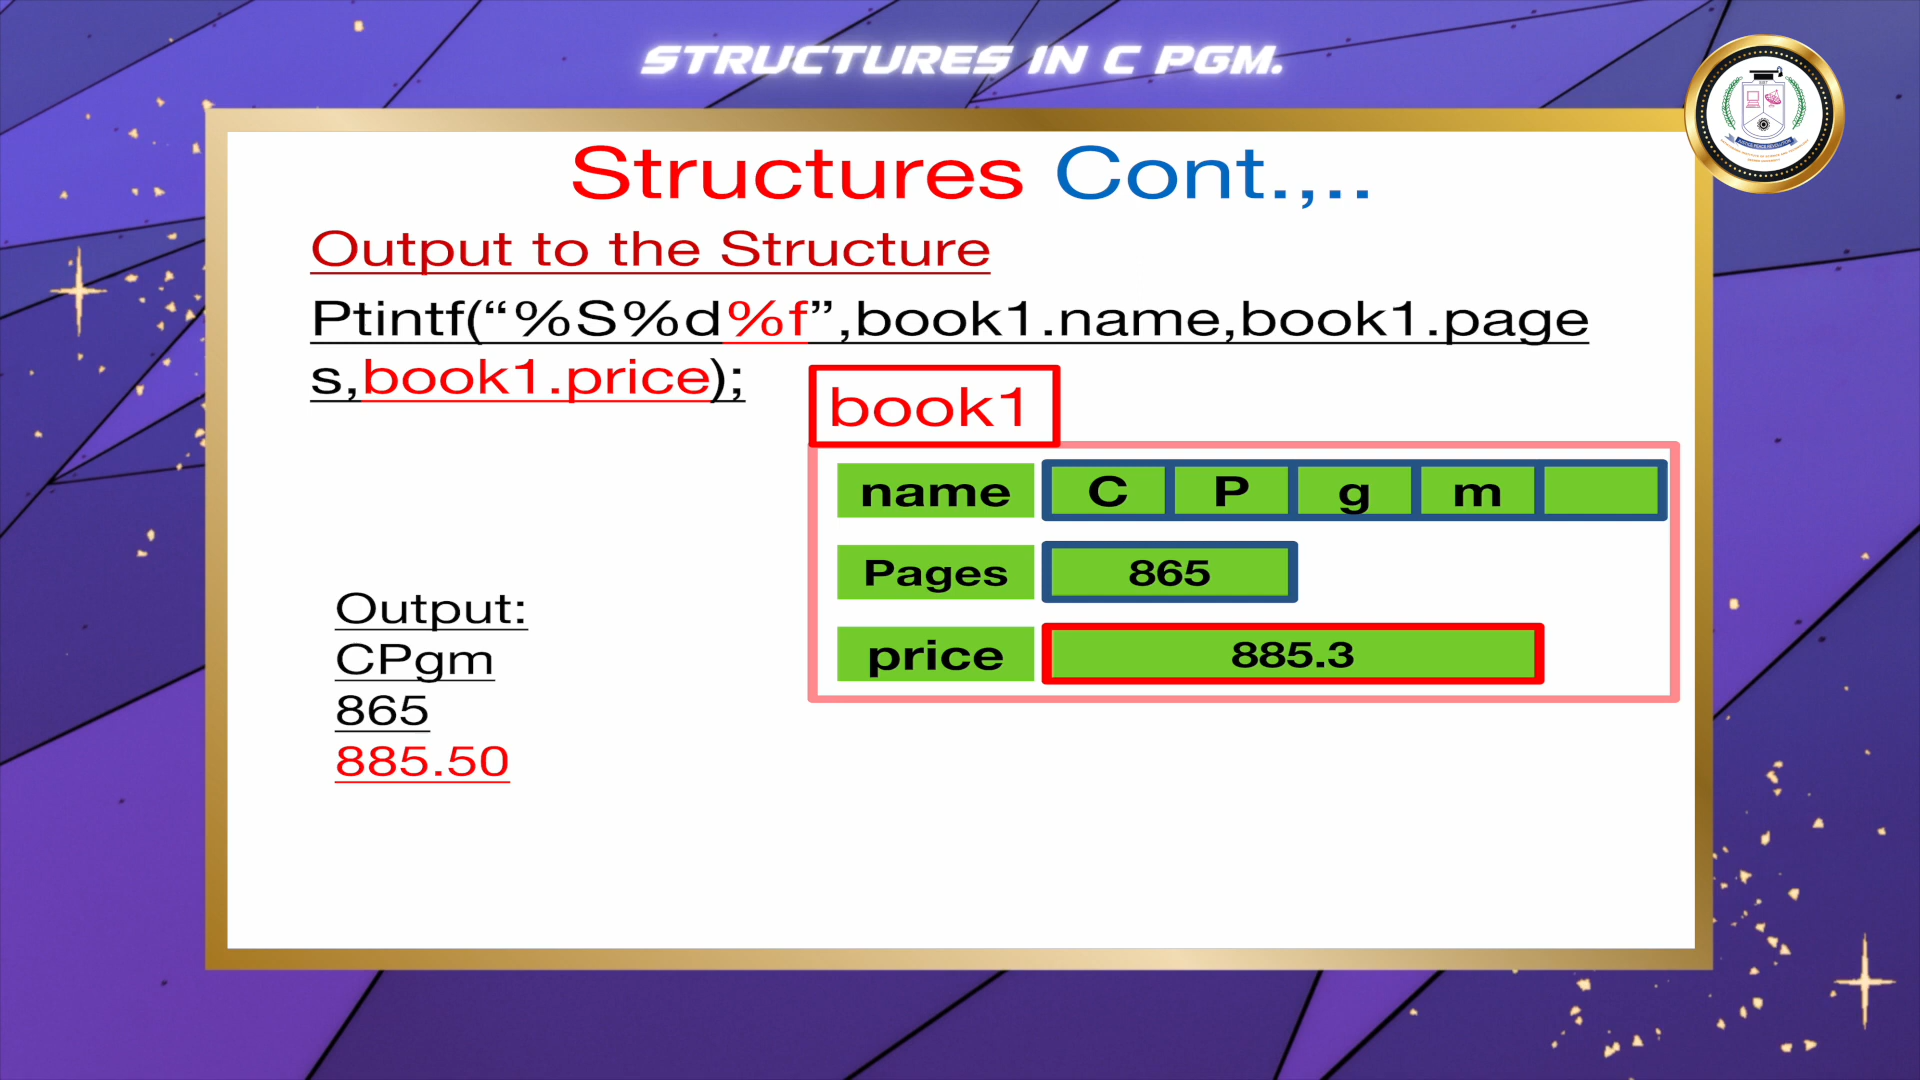 STRUCTURES IN C PGM.
Structures Cont.,..
Output to the Structure
Ptintf(“%S%d%f”,book1.name,book1.page
s,book1.price);
book1
name C P g m
Pages 865
price 885.3
Output:
CPgm
865
885.50